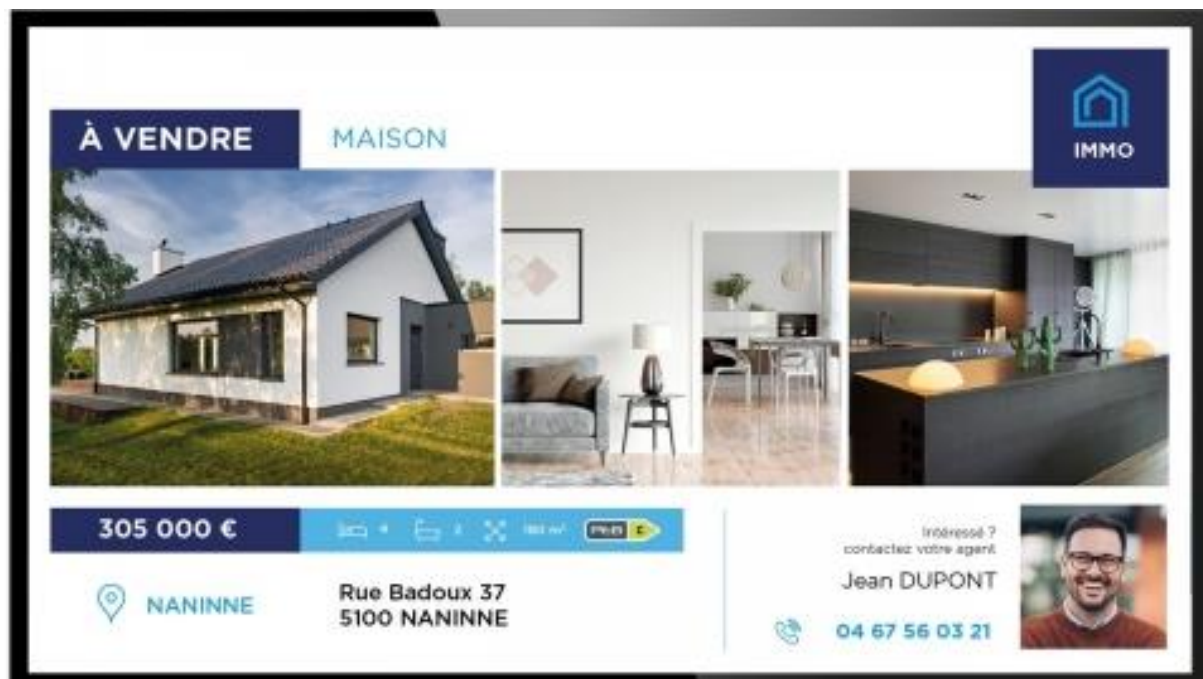 À VENDRE
MAISON
IMMO
305 000 €
4
NANINNE
Rue Badoux 37
5100 NANINNE
Intéressé ?
contactez votre agent
Jean DUPONT
04 67 56 03 21